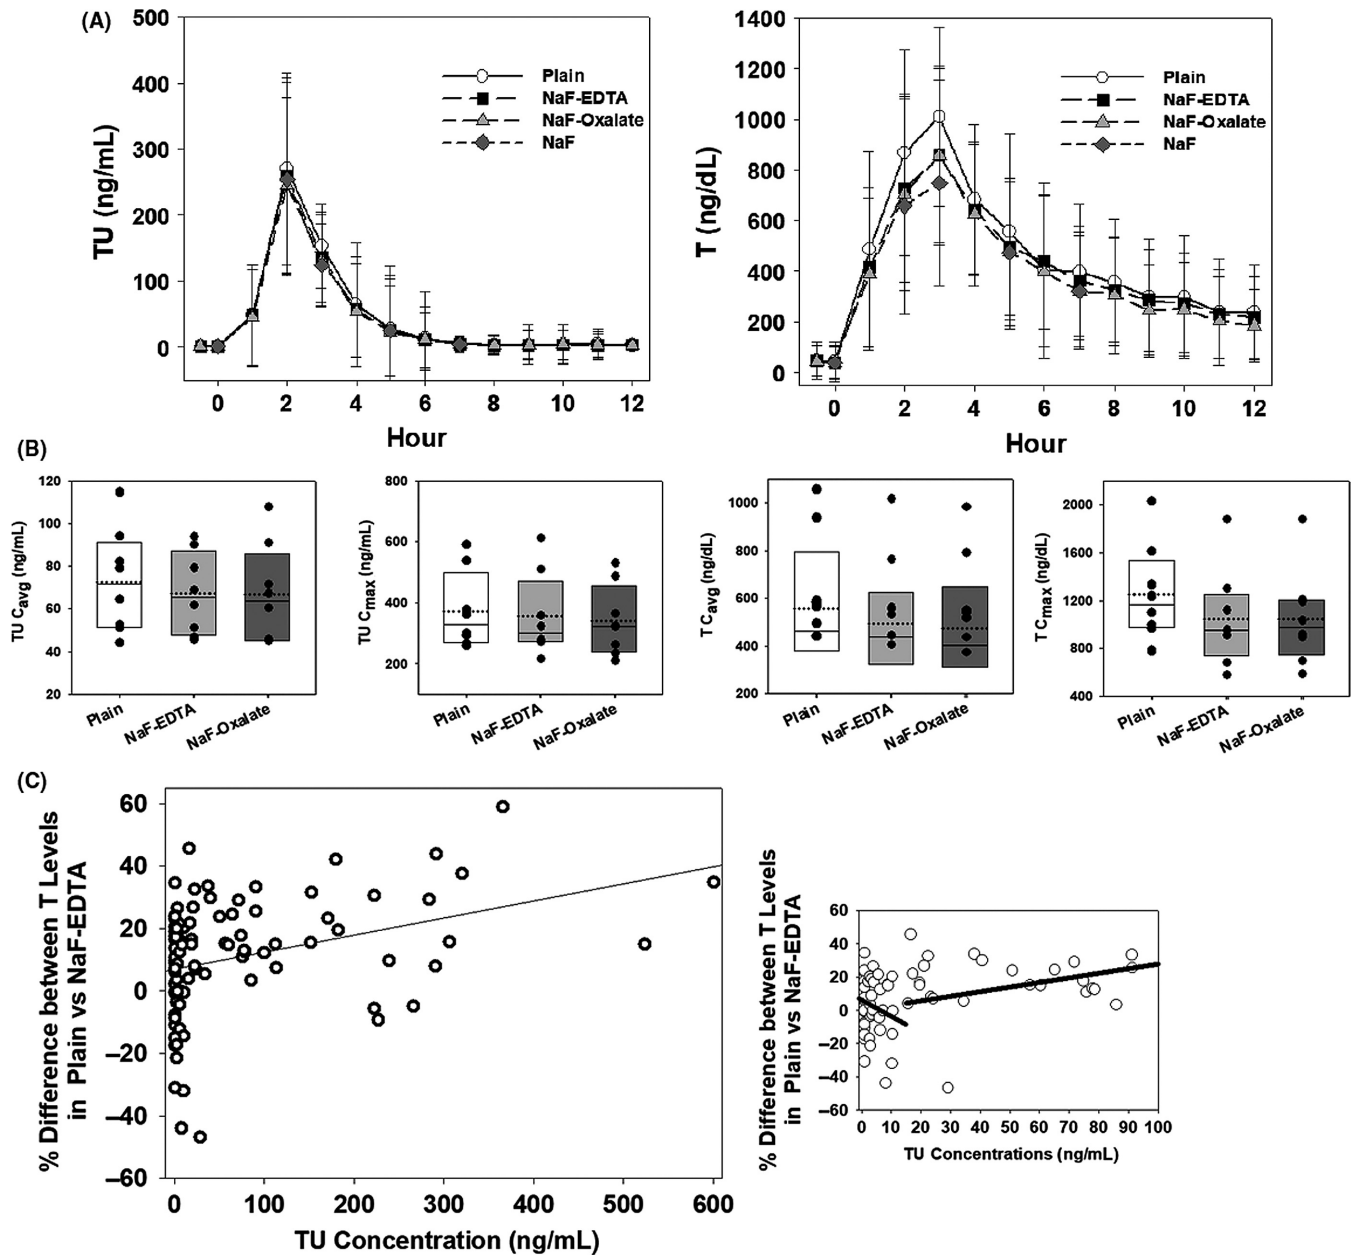 (A)
TU (ng/mL)
500
400
300
200
100
0
0 2 4 6 8 10 12
Hour
Plain
NaF-EDTA
NaF-Oxalate
NaF
T (ng/dL)
1400
1200
1000
800
600
400
200
0
0 2 4 6 8 10 12
Hour
Plain
NaF-EDTA
NaF-Oxalate
NaF
(B)
TU Cavg (ng/mL)
120
100
80
60
40
20
Plain
NaF-EDTA
NaF-Oxalate
TU Cmax (ng/mL)
800
600
400
200
Plain
NaF-EDTA
NaF-Oxalate
T Cavg (ng/dL)
1000
800
600
400
200
Plain
NaF-EDTA
NaF-Oxalate
T Cmax (ng/dL)
2000
1600
1200
800
400
Plain
NaF-EDTA
NaF-Oxalate
(C)
% Difference between T Levels
in Plain vs NaF-EDTA
60
40
20
0
–20
–40
–60
0 100 200 300 400 500 600
TU Concentration (ng/mL)
% Difference between T Levels
in Plain vs NaF-EDTA
60
40
20
0
–20
–40
–60
0 10 20 30 40 50 60 70 80 90 100
TU Concentrations (ng/mL)